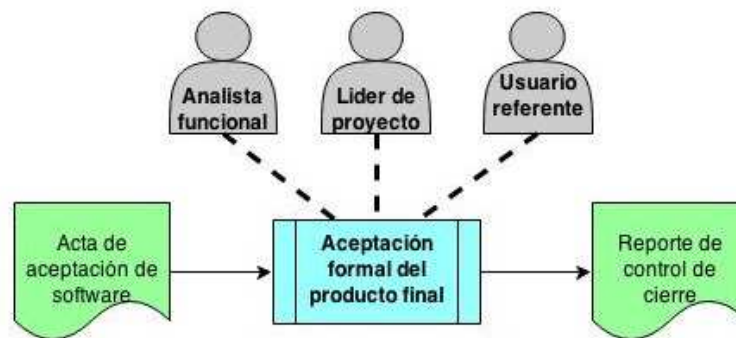 Analista
funcional
Lider de
proyecto
Usuario
referente
Acta de
aceptación de
software
Aceptación
formal del
producto final
Reporte de
control de
cierre